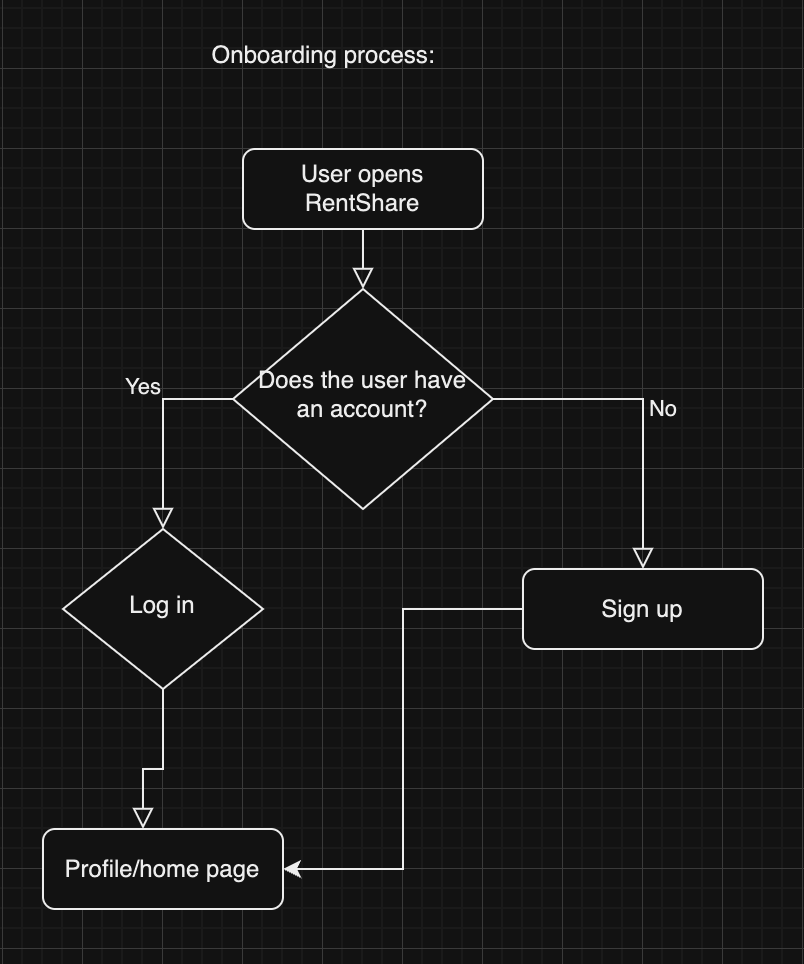 Onboarding process:
User opens
RentShare
Does the user have
an account?
Yes
No
Log in
Sign up
Profile/home page